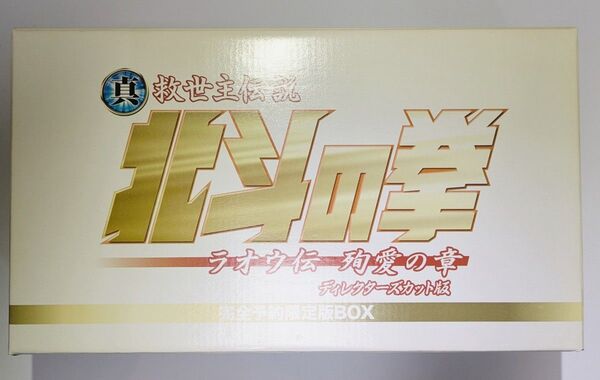 真 救世主伝説
北斗の拳
ラオウ伝 殉愛の章
ディレクターズカット版
完全予約限定版BOX